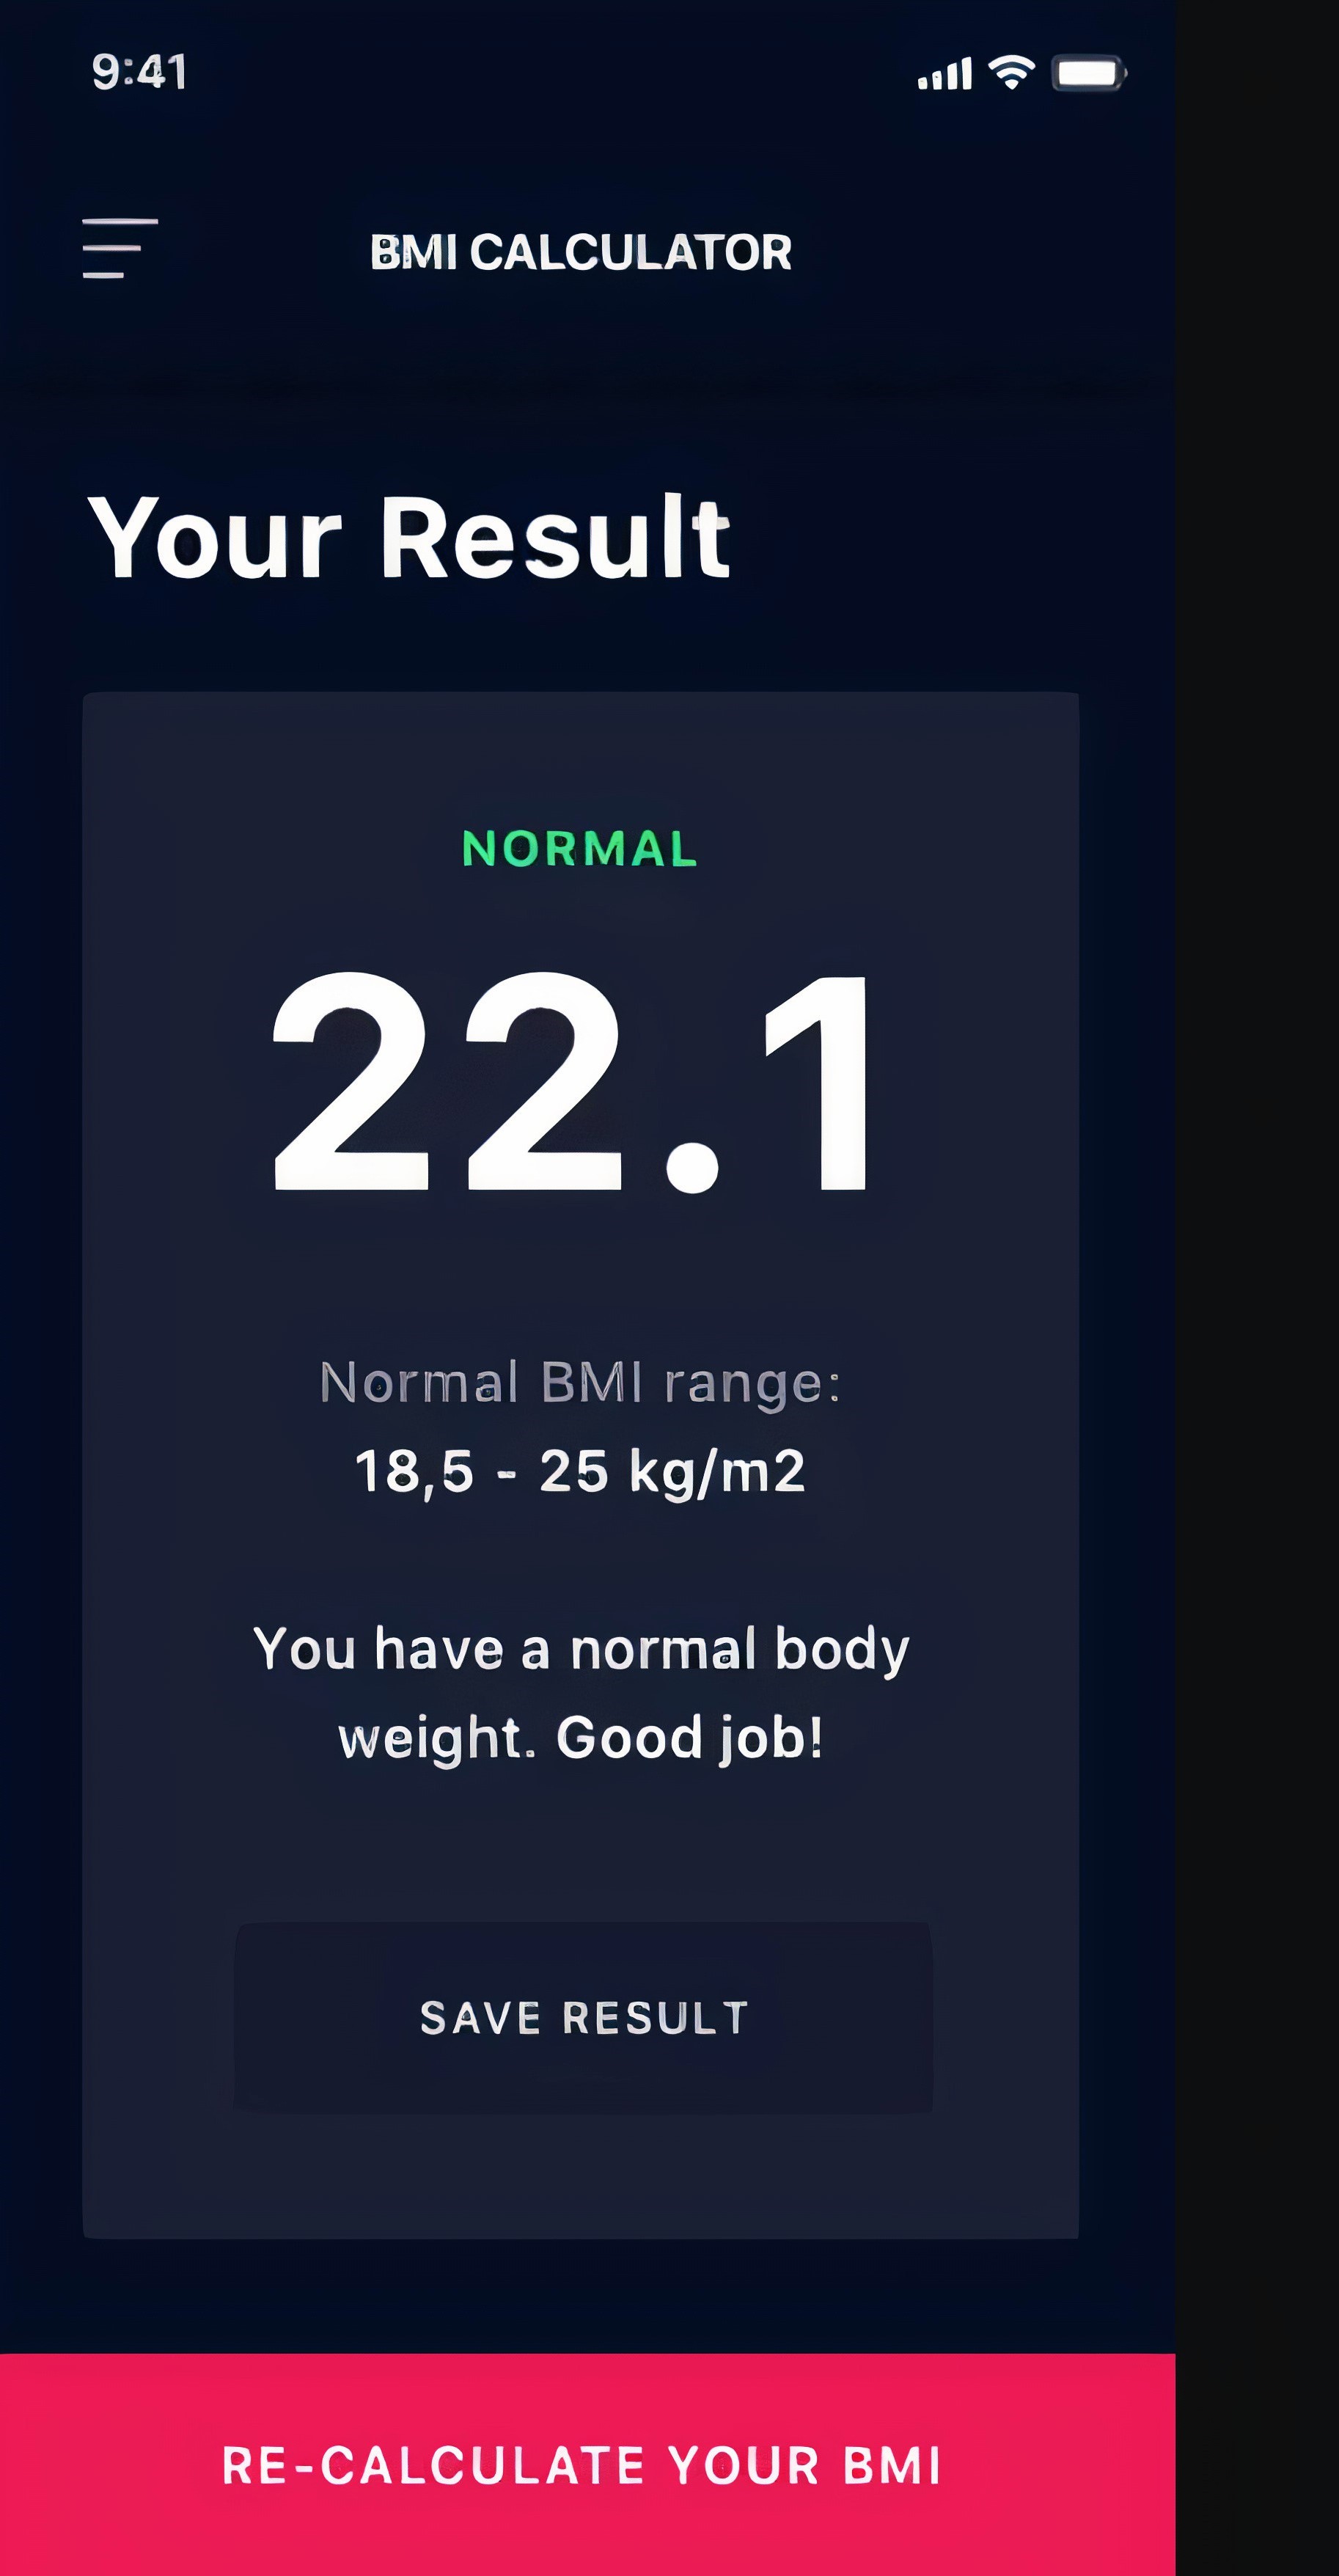 9:41
BMI CALCULATOR
Your Result
NORMAL
22.1
Normal BMI range:
18,5 - 25 kg/m2
You have a normal body
weight. Good job!
SAVE RESULT
RE-CALCULATE YOUR BMI